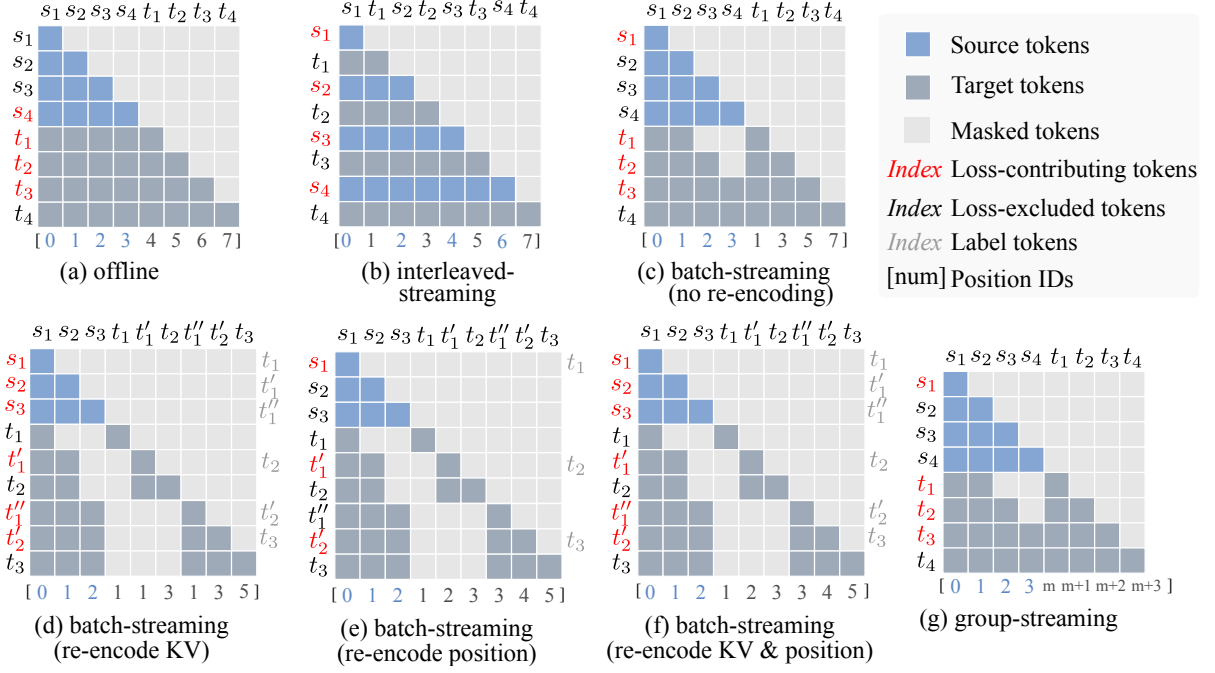 s1 s2 s3 s4 t1 t2 t3 t4
s1
s2
s3
s4
t1
t2
t3
t4
[ 0 1 2 3 4 5 6 7 ]
(a) offline
s1 t1 s2 t2 s3 t3 s4 t4
s1
t1
s2
t2
s3
t3
s4
t4
[ 0 1 2 3 4 5 6 7 ]
(b) interleaved-
streaming
s1 s2 s3 s4 t1 t2 t3 t4
s1
s2
s3
s4
t1
t2
t3
t4
[ 0 1 2 3 1 3 5 7 ]
(c) batch-streaming
(no re-encoding)
Source tokens
Target tokens
Masked tokens
Index Loss-contributing tokens
Index Loss-excluded tokens
Index Label tokens
[num] Position IDs
s1 s2 s3 t1 t′1 t2 t″1 t′2 t3
s1 t1
s2 t′1
s3 t″1
t1
t′1 t2
t2
t″1 t′2
t′2 t3
t3
[ 0 1 2 1 2 3 3 4 5 ]
(d) batch-streaming
(re-encode KV)
s1 s2 s3 t1 t′1 t2 t″1 t′2 t3
s1 t1
s2
s3
t1
t′1 t2
t2
t″1
t′2 t3
t3
[ 0 1 2 1 2 3 3 4 5 ]
(e) batch-streaming
(re-encode position)
s1 s2 s3 t1 t′1 t2 t″1 t′2 t3
s1 t1
s2 t′1
s3 t″1
t1
t′1 t2
t2
t″1 t′2
t′2 t3
t3
[ 0 1 2 1 2 3 3 4 5 ]
(f) batch-streaming
(re-encode KV & position)
s1 s2 s3 s4 t1 t2 t3 t4
s1
s2
s3
s4
t1
t2
t3
t4
[ 0 1 2 3 m m+1 m+2 m+3 ]
(g) group-streaming